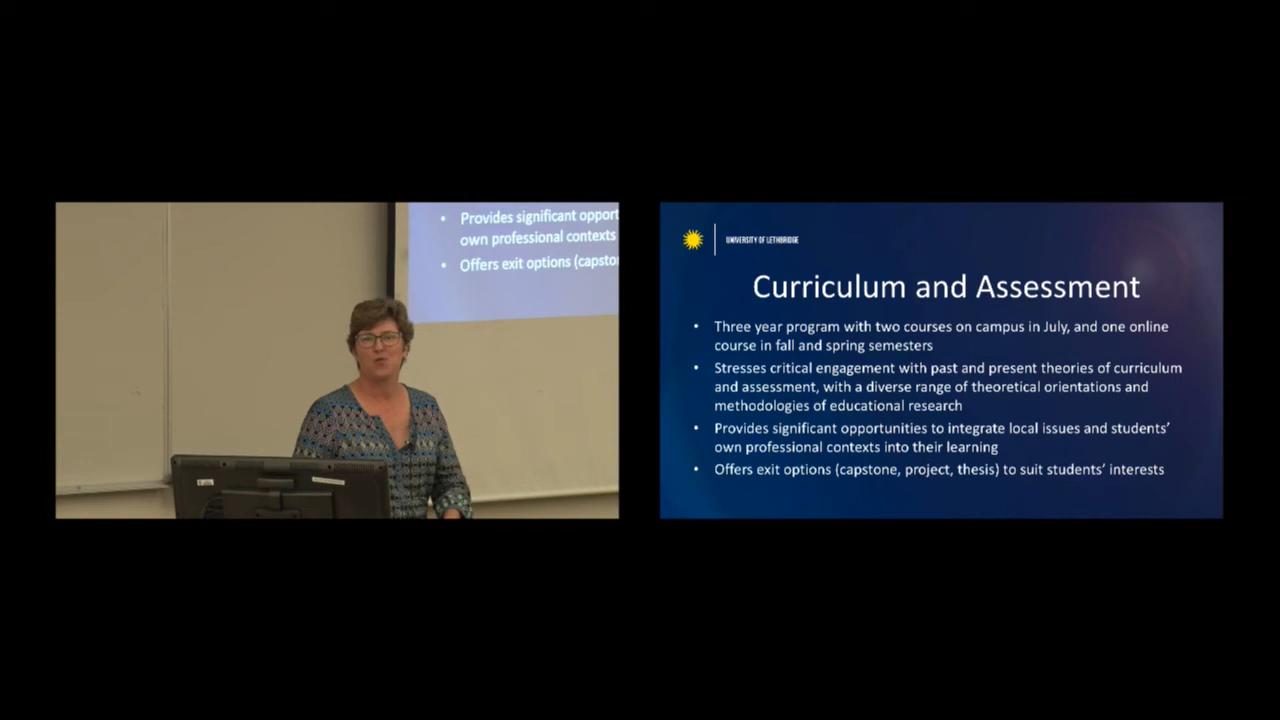 Provides significant opport
own professional contexts
Offers exit options (capsto
UNIVERSITY OF LETHBRIDGE
Curriculum and Assessment
• Three year program with two courses on campus in July, and one online
course in fall and spring semesters
• Stresses critical engagement with past and present theories of curriculum
and assessment, with a diverse range of theoretical orientations and
methodologies of educational research
• Provides significant opportunities to integrate local issues and students’
own professional contexts into their learning
• Offers exit options (capstone, project, thesis) to suit students’ interests